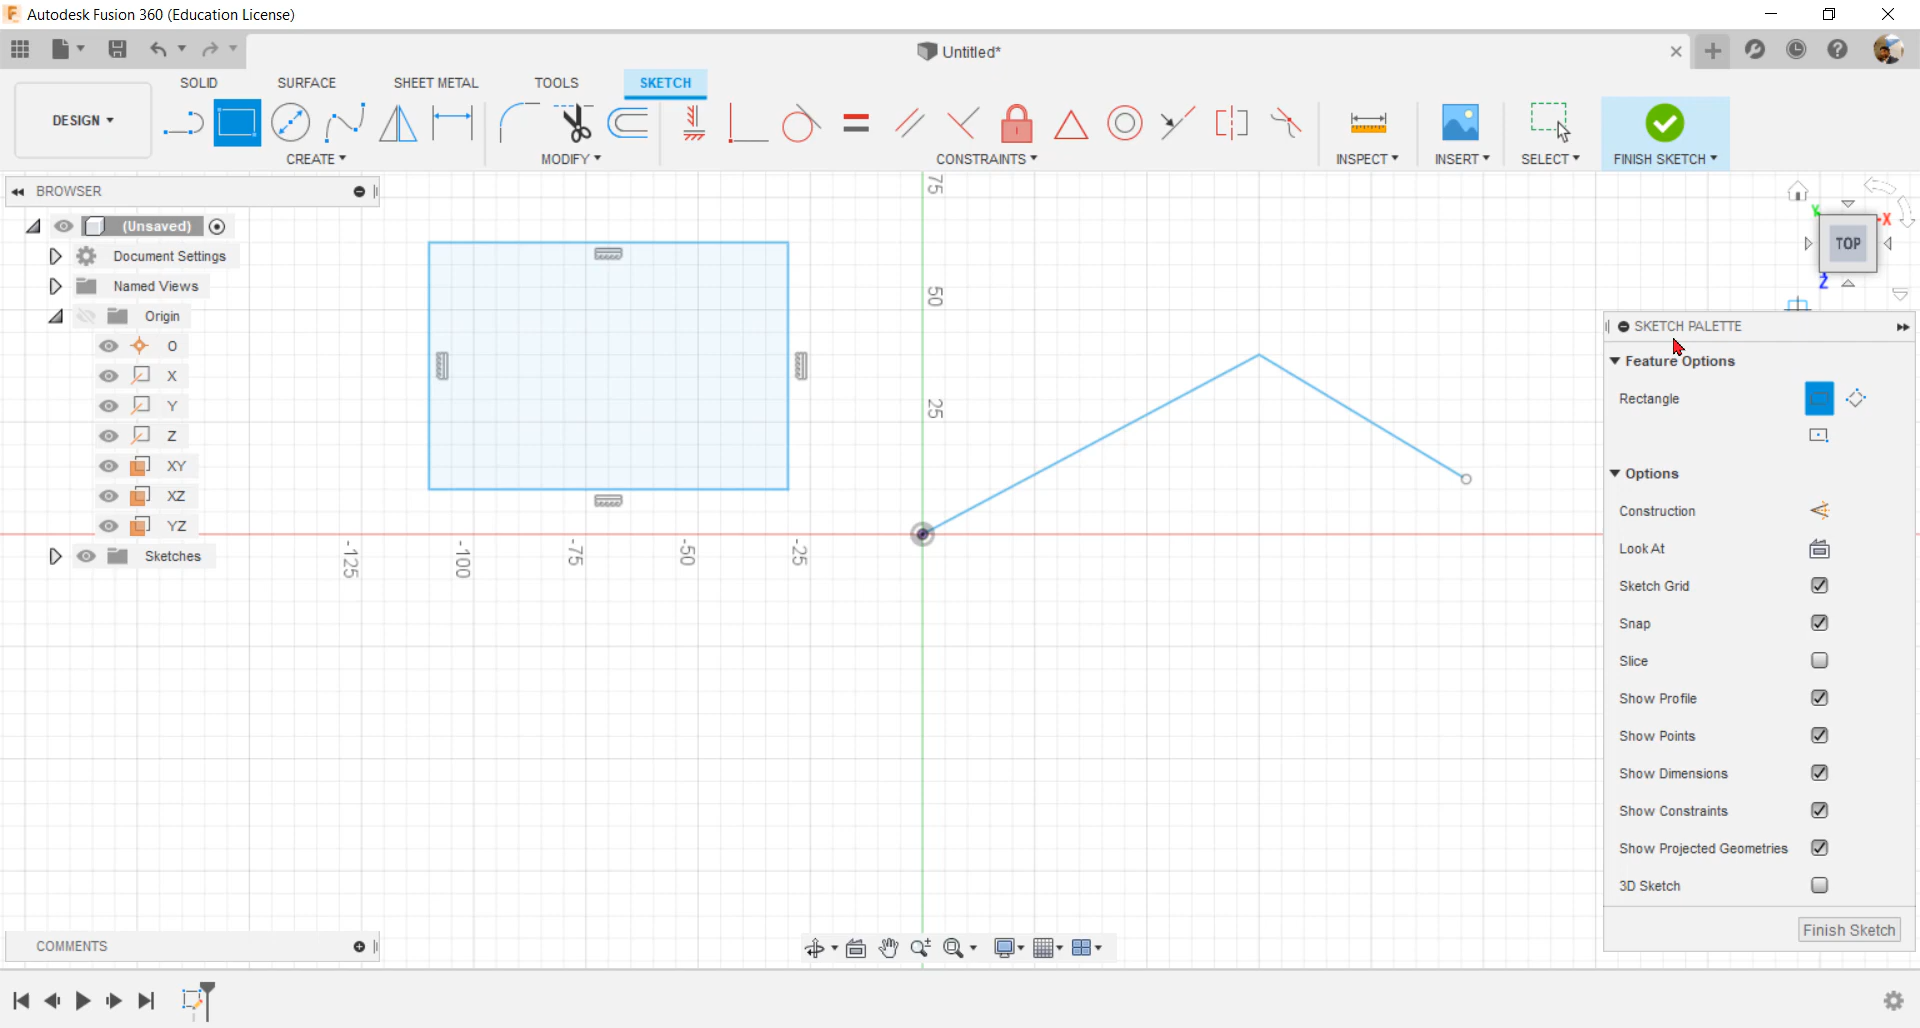 Autodesk Fusion 360 (Education License)
Untitled*
SOLID
SURFACE
SHEET METAL
TOOLS
SKETCH
DESIGN
CREATE
MODIFY
CONSTRAINTS
INSPECT
INSERT
SELECT
FINISH SKETCH
BROWSER
(Unsaved)
Document Settings
Named Views
Origin
O
X
Y
Z
XY
XZ
YZ
Sketches
75
50
25
-125
-100
-75
-50
-25
Y
-X
TOP
Z
SKETCH PALETTE
Feature Options
Rectangle
Options
Construction
Look At
Sketch Grid
Snap
Slice
Show Profile
Show Points
Show Dimensions
Show Constraints
Show Projected Geometries
3D Sketch
Finish Sketch
COMMENTS